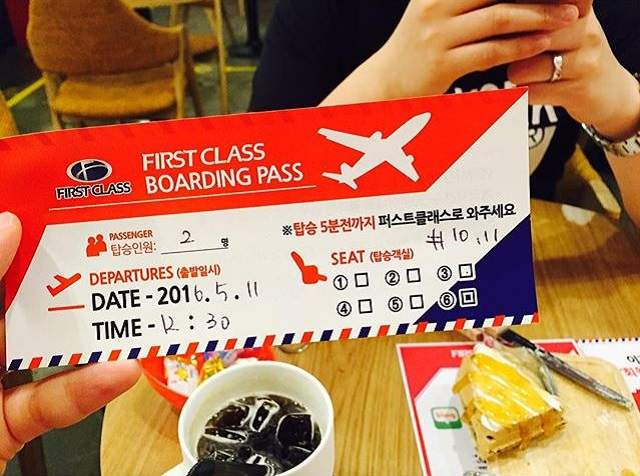 FIRST CLASS
BOARDING PASS
FIRST CLASS
PASSENGER
탑승인원: 2 명
※탑승 5분전까지 퍼스트클래스로 와주세요
#10.11
DEPARTURES (출발일시)
DATE - 2016.5.11
TIME - 12:30
SEAT (탑승객실)
① ② ③
④ ⑤ ⑥